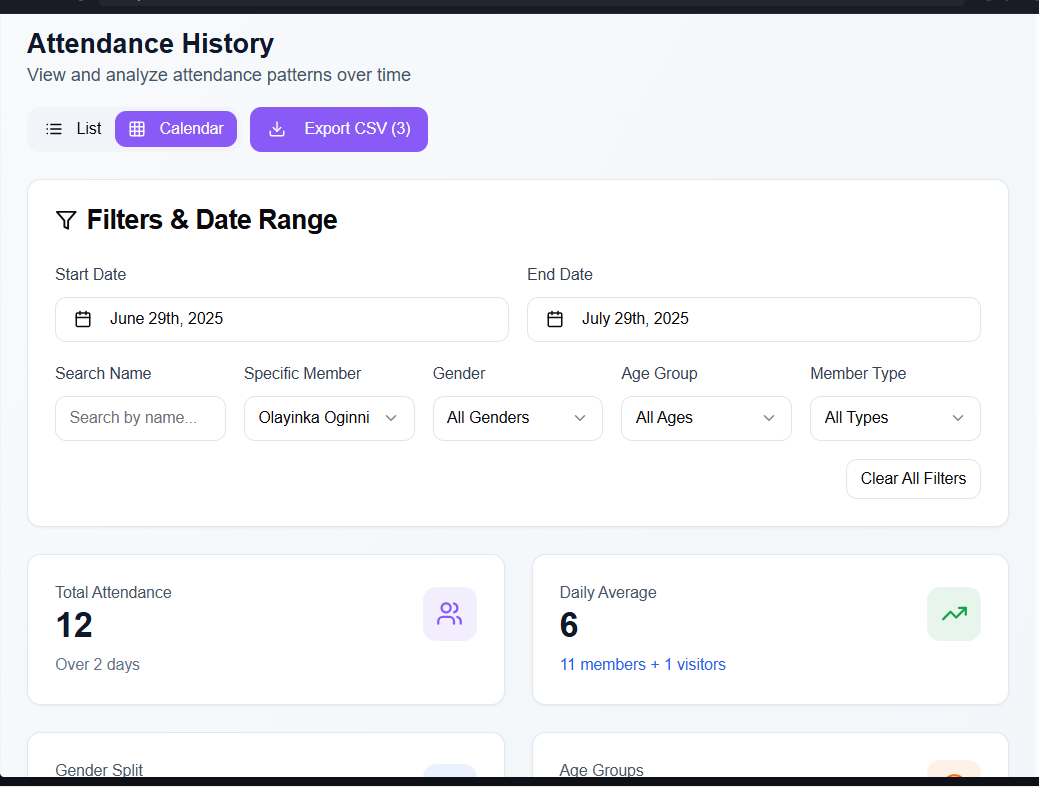 Attendance History
View and analyze attendance patterns over time
List Calendar Export CSV (3)
Filters & Date Range
Start Date End Date
June 29th, 2025 July 29th, 2025
Search Name Specific Member Gender Age Group Member Type
Search by name... Olayinka Oginni All Genders All Ages All Types
Clear All Filters
Total Attendance Daily Average
12 6
Over 2 days 11 members + 1 visitors
Gender Split Age Groups